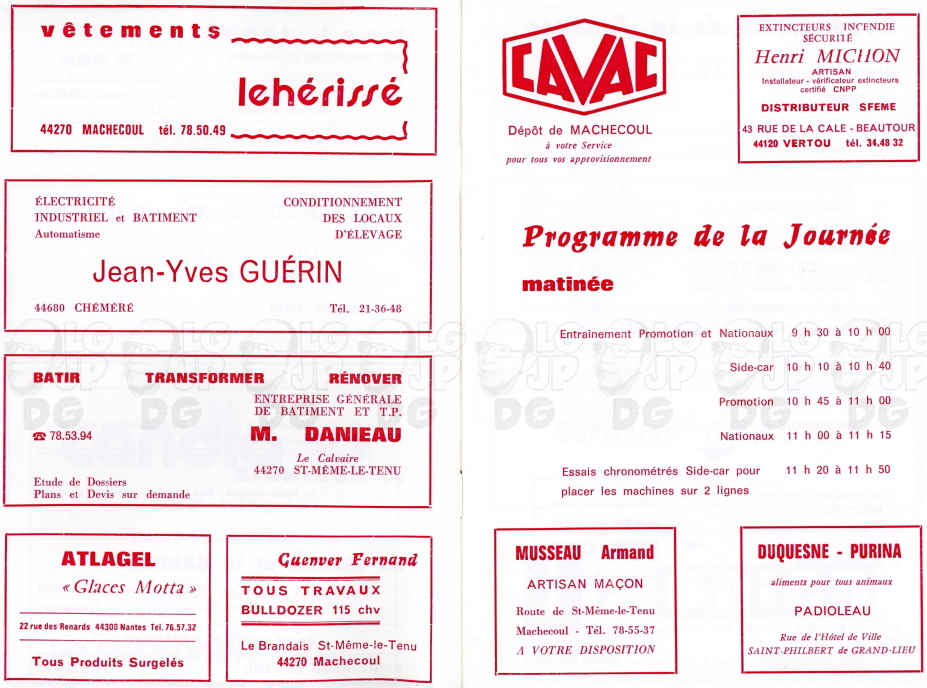 vêtements
lehérissé
44270 MACHECOUL tél. 78.50.49
ÉLECTRICITÉ
INDUSTRIEL et BATIMENT
Automatisme
CONDITIONNEMENT
DES LOCAUX
D'ÉLEVAGE
Jean-Yves GUÉRIN
44680 CHÉMÉRÉ Tél. 21-36-48
BATIR TRANSFORMER RÉNOVER
ENTREPRISE GÉNÉRALE
DE BATIMENT ET T.P.
☎ 78.53.94 M. DANIEAU
Le Calvaire
44270 ST-MÊME-LE-TENU
Etude de Dossiers
Plans et Devis sur demande
ATLAGEL
« Glaces Motta »
22 rue des Renards 44300 Nantes Tél. 76.57.32
Tous Produits Surgelés
Guenver Fernand
TOUS TRAVAUX
BULLDOZER 115 chv
Le Brandais St-Même-le-Tenu
44270 Machecoul
CAVAC
Dépôt de MACHECOUL
à votre Service
pour tous vos approvisionnement
EXTINCTEURS - INCENDIE
SÉCURITÉ
Henri MICHON
ARTISAN
Installateur - vérificateur extincteurs
certifié CNPP
DISTRIBUTEUR SFEME
43 RUE DE LA CALE - BEAUTOUR
44120 VERTOU tél. 34.48 32
Programme de la Journée
matinée
Entraînement Promotion et Nationaux 9 h 30 à 10 h 00
Side-car 10 h 10 à 10 h 40
Promotion 10 h 45 à 11 h 00
Nationaux 11 h 00 à 11 h 15
Essais chronométrés Side-car pour 11 h 20 à 11 h 50
placer les machines sur 2 lignes
MUSSEAU Armand
ARTISAN MAÇON
Route de St-Même-le-Tenu
Machecoul - Tél. 78-55-37
A VOTRE DISPOSITION
DUQUESNE - PURINA
aliments pour tous animaux
PADIOLEAU
Rue de l'Hôtel de Ville
SAINT-PHILBERT de GRAND-LIEU
LG
JP
DG